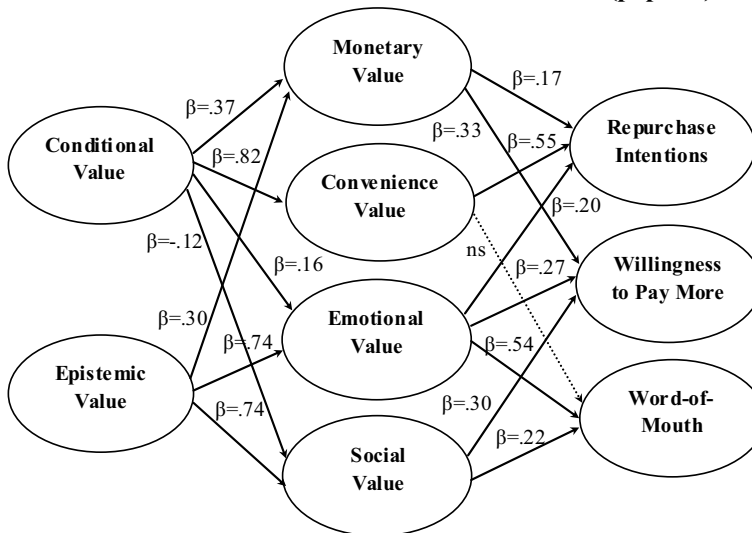 Monetary
Value
β=.17
β=.37
Repurchase
Intentions
β=.33
Conditional
Value
β=.82
β=.55
Convenience
Value
β=.20
β=-.12
ns
β=.16
β=.27
Willingness
to Pay More
Emotional
Value
β=.30
β=.74
β=.54
Epistemic
Value
β=.74
β=.30
Word-of-
Mouth
β=.22
Social
Value